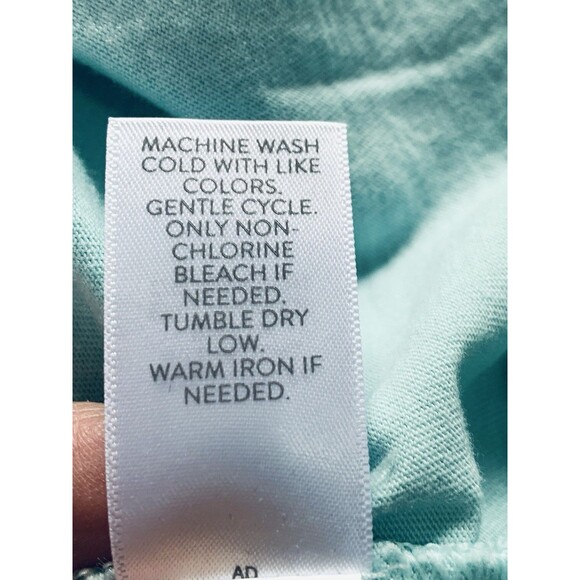 MACHINE WASH
COLD WITH LIKE
COLORS.
GENTLE CYCLE.
ONLY NON-
CHLORINE
BLEACH IF
NEEDED.
TUMBLE DRY
LOW.
WARM IRON IF
NEEDED.
AD